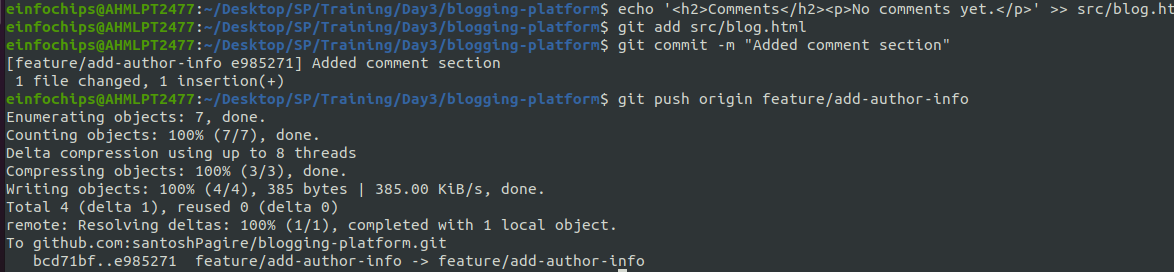 einfochips@AHMLPT2477:~/Desktop/SP/Training/Day3/blogging-platform$ echo '<h2>Comments</h2><p>No comments yet.</p>' >> src/blog.ht
einfochips@AHMLPT2477:~/Desktop/SP/Training/Day3/blogging-platform$ git add src/blog.html
einfochips@AHMLPT2477:~/Desktop/SP/Training/Day3/blogging-platform$ git commit -m "Added comment section"
[feature/add-author-info e985271] Added comment section
 1 file changed, 1 insertion(+)
einfochips@AHMLPT2477:~/Desktop/SP/Training/Day3/blogging-platform$ git push origin feature/add-author-info
Enumerating objects: 7, done.
Counting objects: 100% (7/7), done.
Delta compression using up to 8 threads
Compressing objects: 100% (3/3), done.
Writing objects: 100% (4/4), 385 bytes | 385.00 KiB/s, done.
Total 4 (delta 1), reused 0 (delta 0)
remote: Resolving deltas: 100% (1/1), completed with 1 local object.
To github.com:santoshPagire/blogging-platform.git
   bcd71bf..e985271  feature/add-author-info -> feature/add-author-info